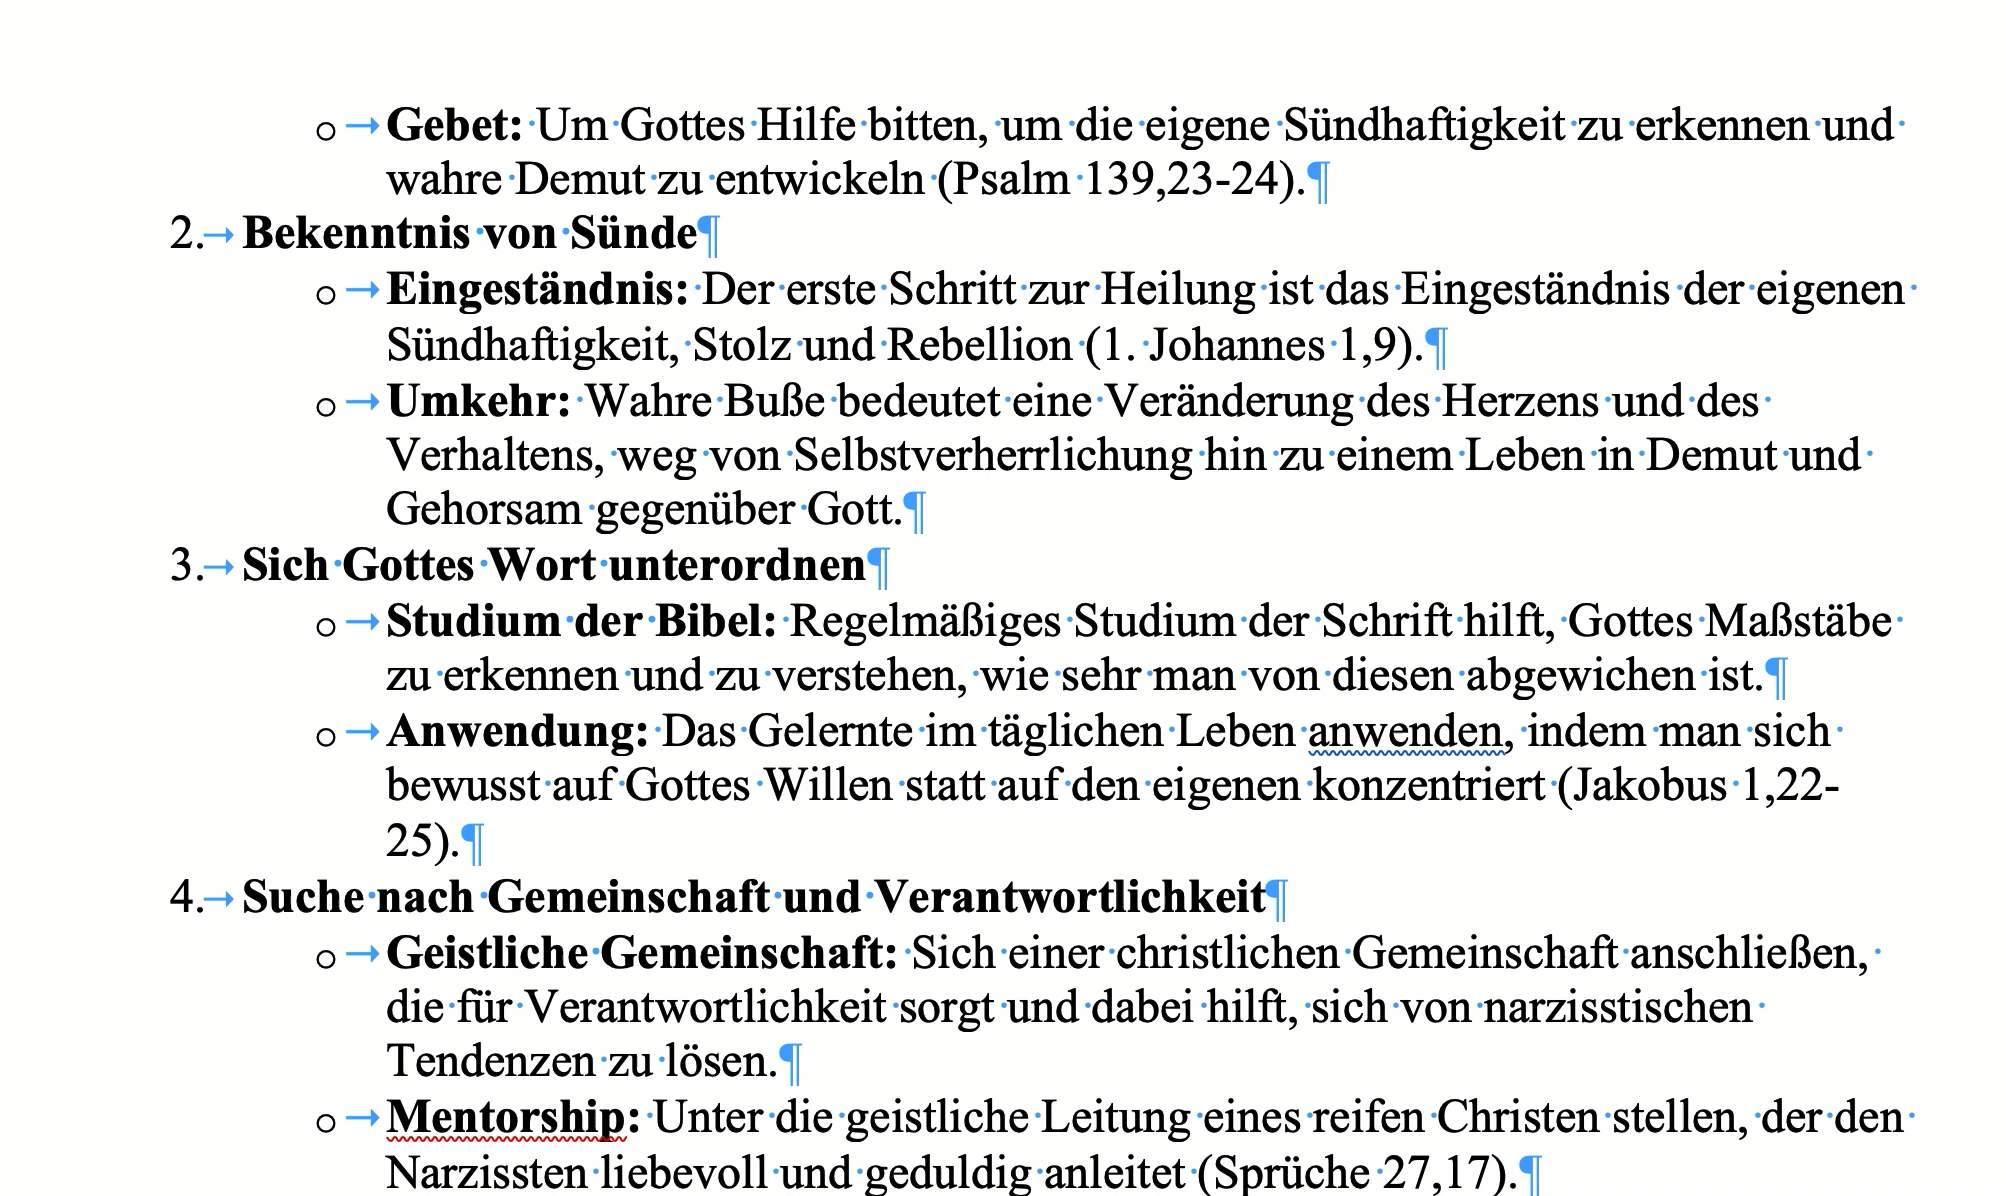 o Gebet: Um Gottes Hilfe bitten, um die eigene Sündhaftigkeit zu erkennen und
wahre Demut zu entwickeln (Psalm 139,23-24).¶
2. Bekenntnis von Sünde¶
o Eingeständnis: Der erste Schritt zur Heilung ist das Eingeständnis der eigenen
Sündhaftigkeit, Stolz und Rebellion (1. Johannes 1,9).¶
o Umkehr: Wahre Buße bedeutet eine Veränderung des Herzens und des
Verhaltens, weg von Selbstverherrlichung hin zu einem Leben in Demut und
Gehorsam gegenüber Gott.¶
3. Sich Gottes Wort unterordnen¶
o Studium der Bibel: Regelmäßiges Studium der Schrift hilft, Gottes Maßstäbe
zu erkennen und zu verstehen, wie sehr man von diesen abgewichen ist.¶
o Anwendung: Das Gelernte im täglichen Leben anwenden, indem man sich
bewusst auf Gottes Willen statt auf den eigenen konzentriert (Jakobus 1,22-
25).¶
4. Suche nach Gemeinschaft und Verantwortlichkeit¶
o Geistliche Gemeinschaft: Sich einer christlichen Gemeinschaft anschließen,
die für Verantwortlichkeit sorgt und dabei hilft, sich von narzisstischen
Tendenzen zu lösen.¶
o Mentorship: Unter die geistliche Leitung eines reifen Christen stellen, der den
Narzissten liebevoll und geduldig anleitet (Sprüche 27,17).¶